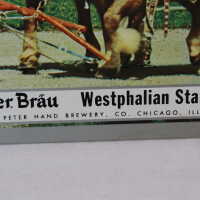 er. Bräu Westphalian Sta
PETER HAND BREWERY, CO. CHICAGO, ILL